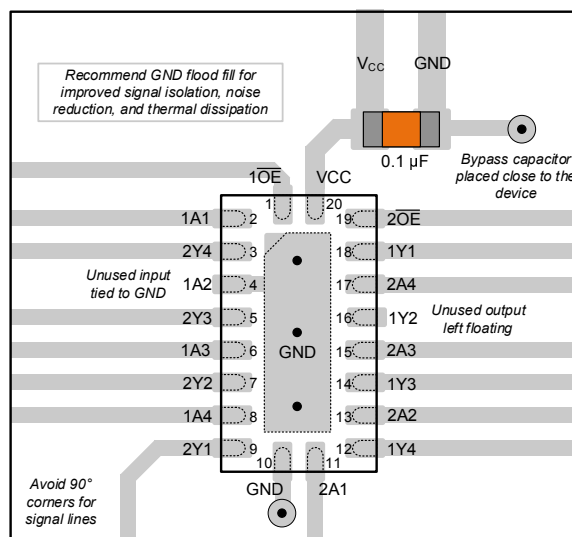 V_CC GND
Recommend GND flood fill for
improved signal isolation, noise
reduction, and thermal dissipation
0.1 µF
Bypass capacitor
placed close to the
device
1O̅E̅ VCC
1 20
1A1 2 19 2O̅E̅
2Y4 3 18 1Y1
Unused input
tied to GND
1A2 4 17 2A4
2Y3 5 16 1Y2
Unused output
left floating
GND
1A3 6 15 2A3
2Y2 7 14 1Y3
1A4 8 13 2A2
2Y1 9 12 1Y4
10 11
GND 2A1
Avoid 90°
corners for
signal lines